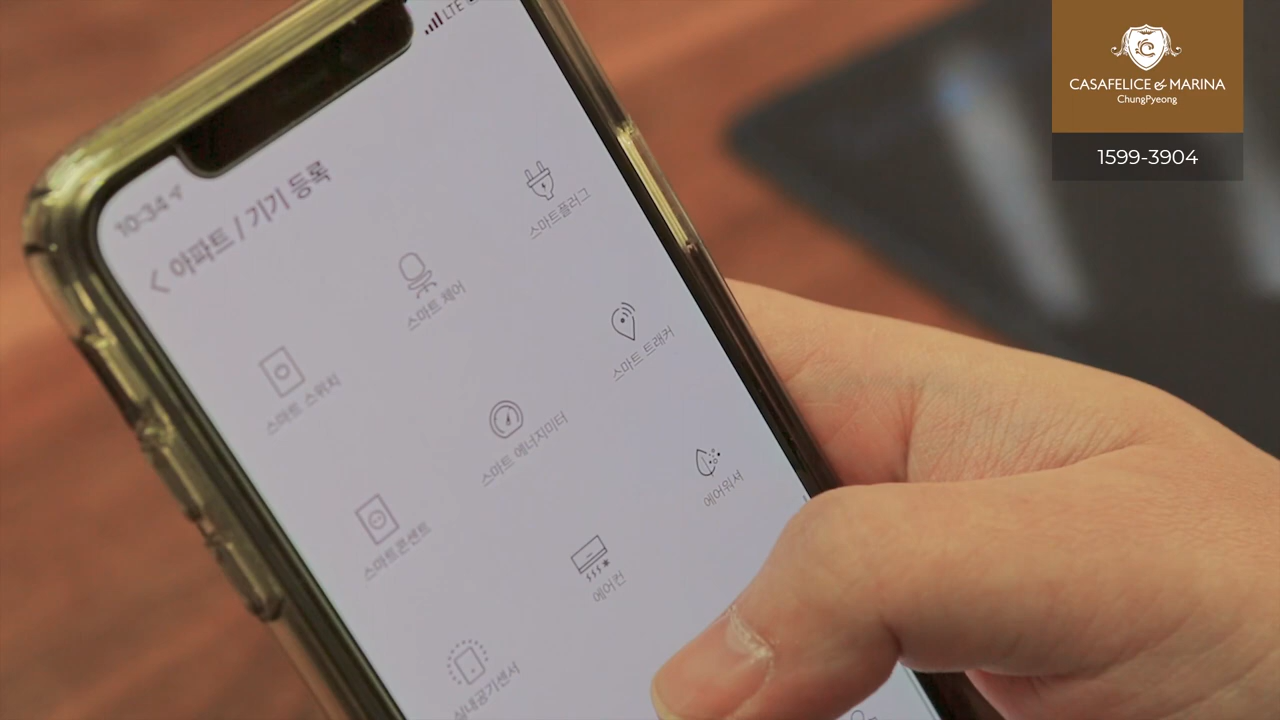 LTE
10:34
아파트 / 기기 등록
스마트 스위치
스마트 체어
스마트플러그
스마트콘센트
스마트 에너지미터
스마트 트래커
실내공기센서
에어컨
에어워셔
CASAFELICE & MARINA
ChungPyeong
1599-3904